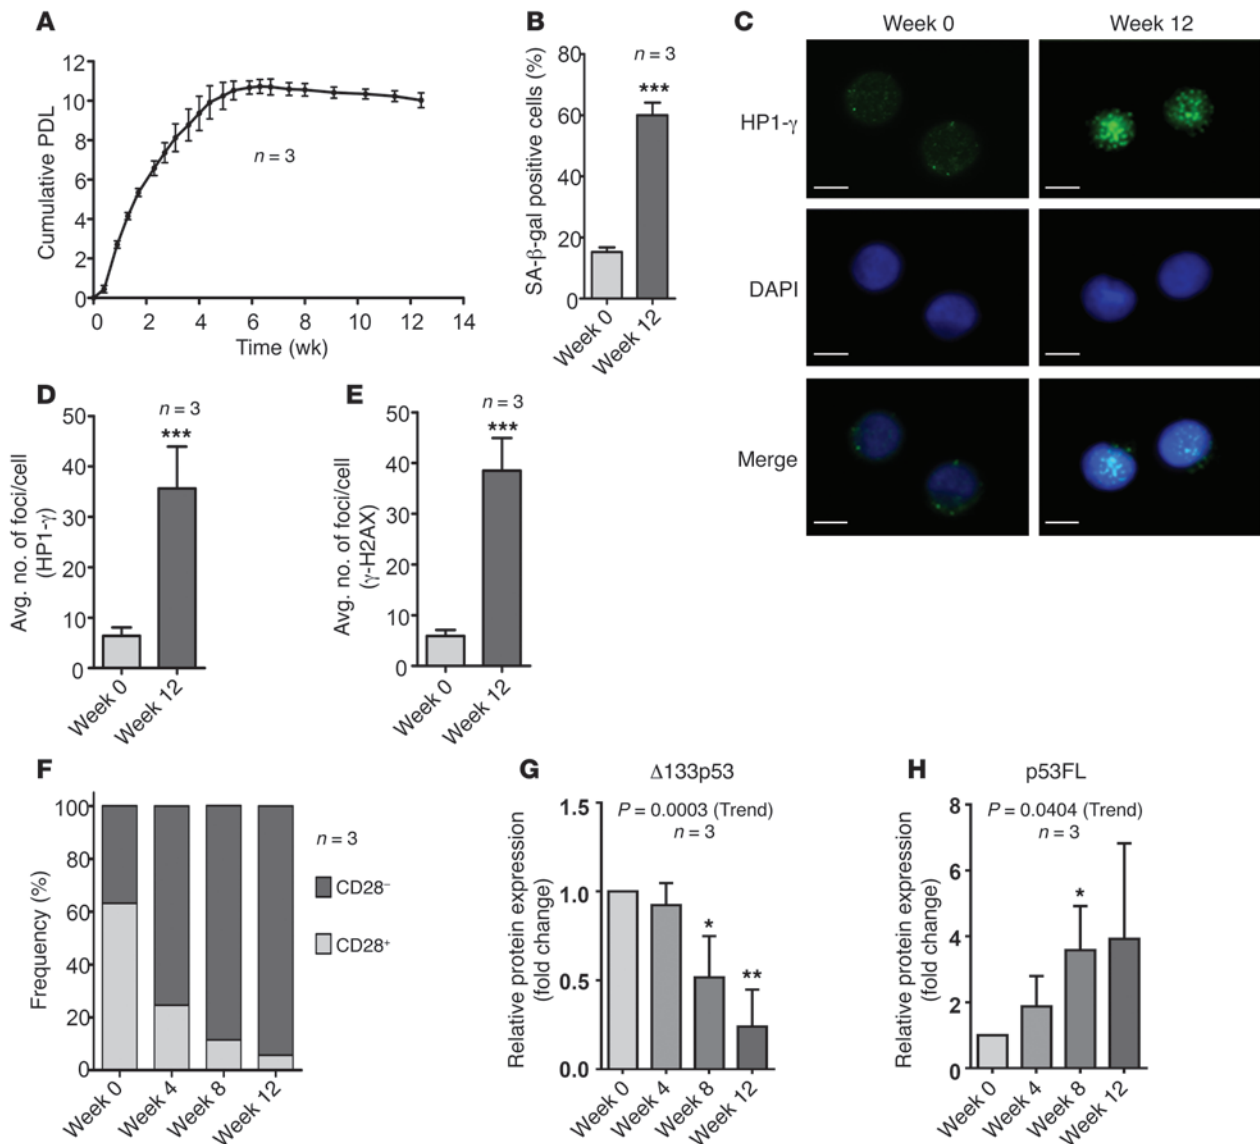 A
Cumulative PDL
12
10
8
6
4
2
0
0 2 4 6 8 10 12 14
Time (wk)
n = 3
B
SA-β-gal positive cells (%)
80
60
40
20
0
n = 3
***
Week 0
Week 12
C
Week 0 Week 12
HP1-γ
DAPI
Merge
D
Avg. no. of foci/cell
(HP1-γ)
50
40
30
20
10
0
n = 3
***
Week 0
Week 12
E
Avg. no. of foci/cell
(γ-H2AX)
50
40
30
20
10
0
n = 3
***
Week 0
Week 12
F
Frequency (%)
100
80
60
40
20
0
n = 3
CD28⁻
CD28⁺
Week 0
Week 4
Week 8
Week 12
G
Δ133p53
P = 0.0003 (Trend)
n = 3
Relative protein expression
(fold change)
1.5
1.0
0.5
0.0
*
**
Week 0
Week 4
Week 8
Week 12
H
p53FL
P = 0.0404 (Trend)
n = 3
Relative protein expression
(fold change)
8
6
4
2
0
*
Week 0
Week 4
Week 8
Week 12